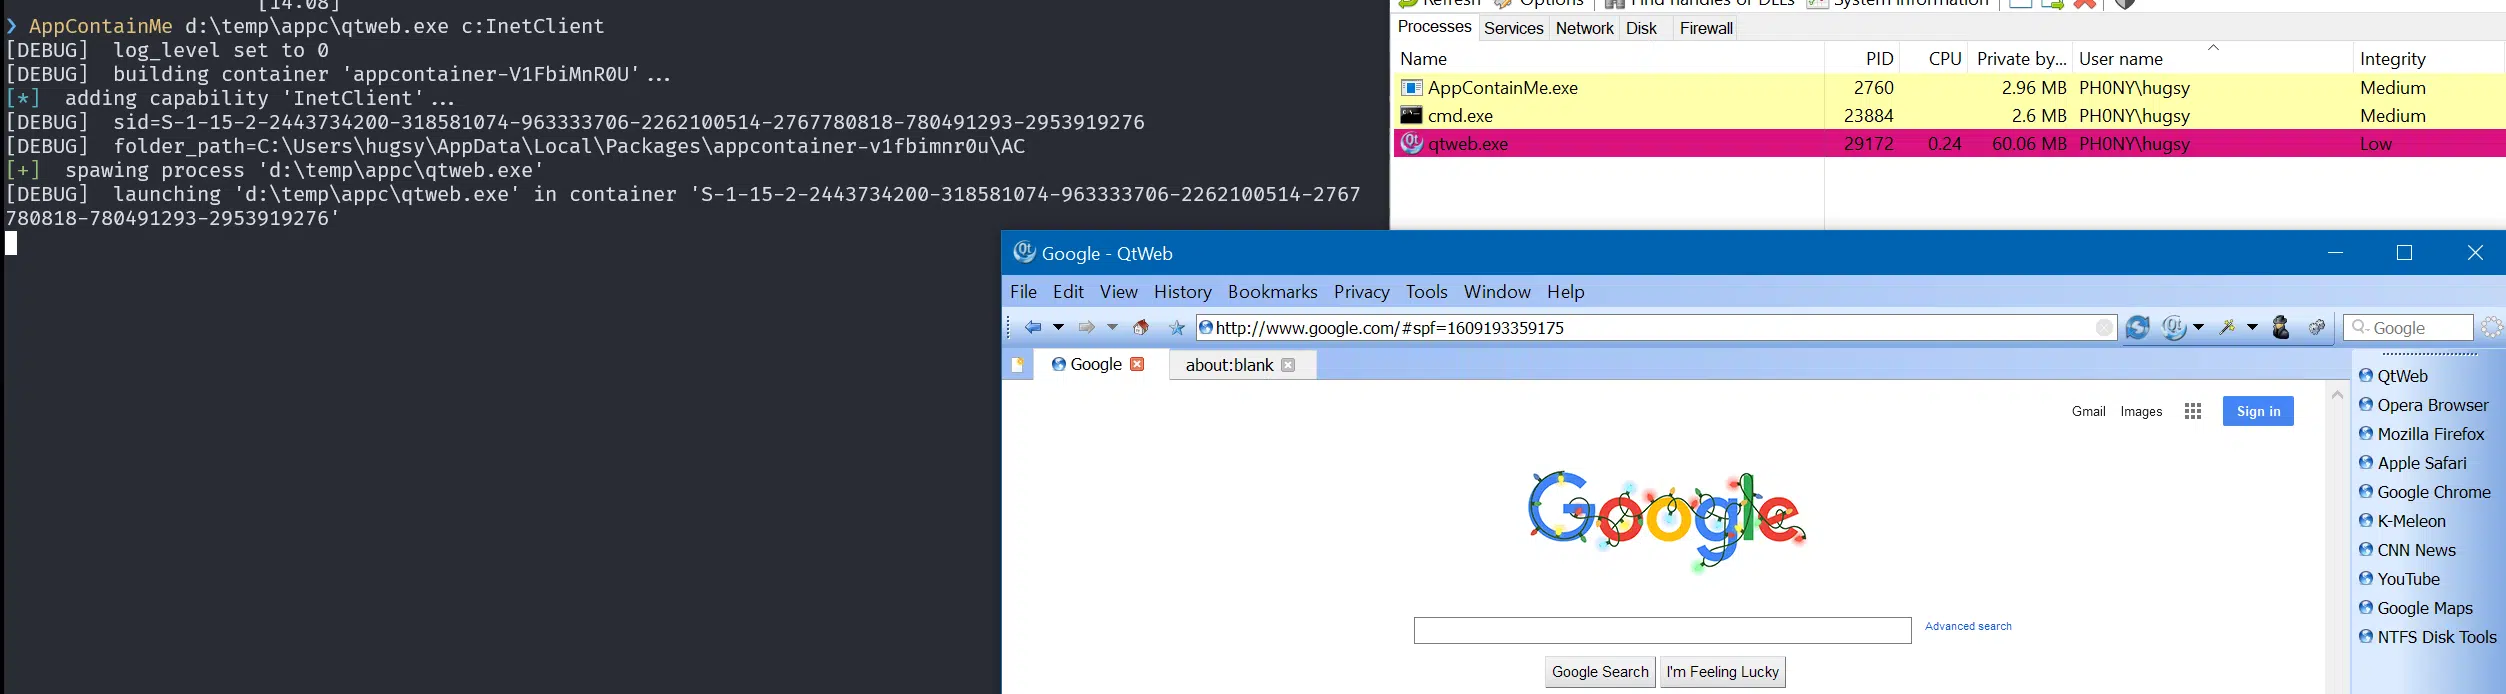 [14:08]
❯ AppContainMe d:\temp\appc\qtweb.exe c:InetClient
[DEBUG]  log_level set to 0
[DEBUG]  building container 'appcontainer-V1FbiMnR0U'...
[*]  adding capability 'InetClient'...
[DEBUG]  sid=S-1-15-2-2443734200-318581074-963333706-2262100514-2767780818-780491293-2953919276
[DEBUG]  folder_path=C:\Users\hugsy\AppData\Local\Packages\appcontainer-v1fbimnr0u\AC
[+]  spawing process 'd:\temp\appc\qtweb.exe'
[DEBUG]  launching 'd:\temp\appc\qtweb.exe' in container 'S-1-15-2-2443734200-318581074-963333706-2262100514-2767
780818-780491293-2953919276'
Refresh Options Find handles or DLLs System information
Processes Services Network Disk Firewall
Name PID CPU Private by... User name Integrity
AppContainMe.exe 2760 2.96 MB PH0NY\hugsy Medium
cmd.exe 23884 2.6 MB PH0NY\hugsy Medium
qtweb.exe 29172 0.24 60.06 MB PH0NY\hugsy Low
Google - QtWeb
File Edit View History Bookmarks Privacy Tools Window Help
http://www.google.com/#spf=1609193359175 Google
Google about:blank
Gmail Images Sign in
Google
Advanced search
Google Search I'm Feeling Lucky
QtWeb
Opera Browser
Mozilla Firefox
Apple Safari
Google Chrome
K-Meleon
CNN News
YouTube
Google Maps
NTFS Disk Tools